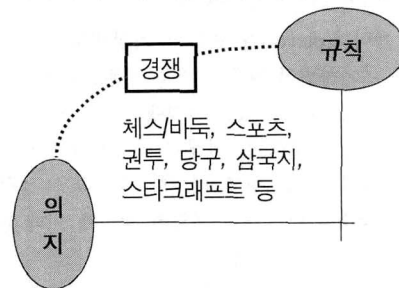 규칙
경쟁
체스/바둑, 스포츠,
권투, 당구, 삼국지,
스타크래프트 등
의
지